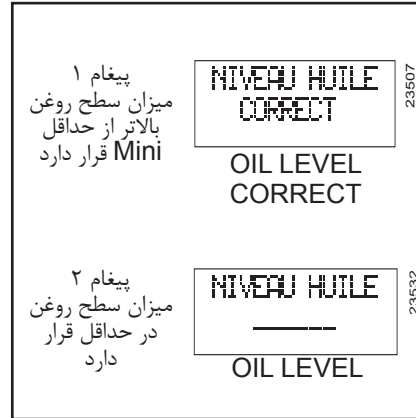 پیغام ۱
میزان سطح روغن
بالاتر از حداقل
Mini قرار دارد
NIVEAU HUILE
CORRECT
23507
OIL LEVEL
CORRECT
پیغام ۲
میزان سطح روغن
در حداقل قرار
دارد
NIVEAU HUILE
23532
OIL LEVEL